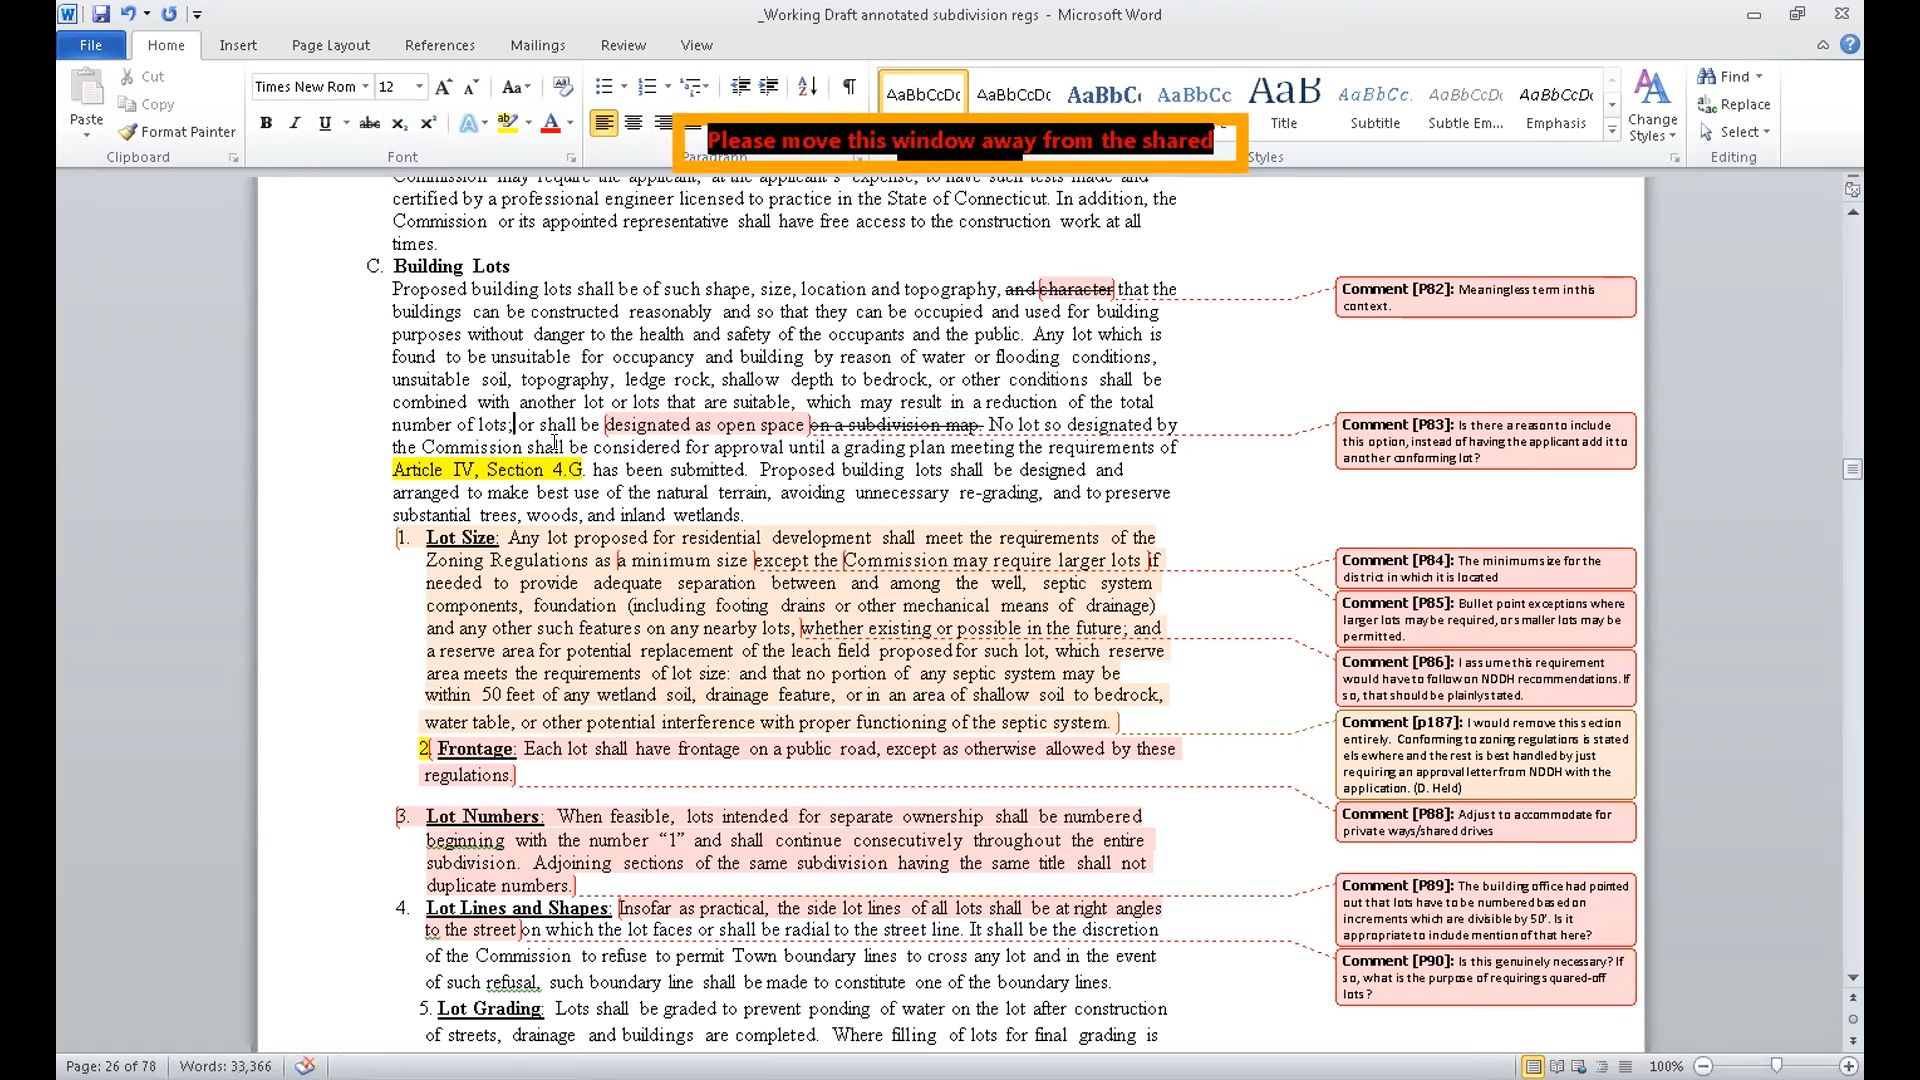 _Working Draft annotated subdivision regs - Microsoft Word
File Home Insert Page Layout References Mailings Review View
Paste
Cut
Copy
Format Painter
Clipboard
Times New Rom 12
Font
Paragraph
AaBbCcDc AaBbCcDc AaBbC AaBbCc AaB AaBbCc. AaBbCcDc AaBbCcDc
Title Subtitle Subtle Em... Emphasis
Styles
Change Styles
Find
Replace
Select
Editing
Please move this window away from the shared
Commission may require the applicant, at the applicant's expense, to have such tests made and
certified by a professional engineer licensed to practice in the State of Connecticut. In addition, the
Commission or its appointed representative shall have free access to the construction work at all
times.
C. Building Lots
Proposed building lots shall be of such shape, size, location and topography, and character that the
buildings can be constructed reasonably and so that they can be occupied and used for building
purposes without danger to the health and safety of the occupants and the public. Any lot which is
found to be unsuitable for occupancy and building by reason of water or flooding conditions,
unsuitable soil, topography, ledge rock, shallow depth to bedrock, or other conditions shall be
combined with another lot or lots that are suitable, which may result in a reduction of the total
number of lots; or shall be designated as open space on a subdivision map. No lot so designated by
the Commission shall be considered for approval until a grading plan meeting the requirements of
Article IV, Section 4.G. has been submitted. Proposed building lots shall be designed and
arranged to make best use of the natural terrain, avoiding unnecessary re-grading, and to preserve
substantial trees, woods, and inland wetlands.
1. Lot Size: Any lot proposed for residential development shall meet the requirements of the
Zoning Regulations as a minimum size except the Commission may require larger lots if
needed to provide adequate separation between and among the well, septic system
components, foundation (including footing drains or other mechanical means of drainage)
and any other such features on any nearby lots, whether existing or possible in the future; and
a reserve area for potential replacement of the leach field proposed for such lot, which reserve
area meets the requirements of lot size: and that no portion of any septic system may be
within 50 feet of any wetland soil, drainage feature, or in an area of shallow soil to bedrock,
water table, or other potential interference with proper functioning of the septic system.
2. Frontage: Each lot shall have frontage on a public road, except as otherwise allowed by these
regulations.
3. Lot Numbers: When feasible, lots intended for separate ownership shall be numbered
beginning with the number “1” and shall continue consecutively throughout the entire
subdivision. Adjoining sections of the same subdivision having the same title shall not
duplicate numbers.
4. Lot Lines and Shapes: Insofar as practical, the side lot lines of all lots shall be at right angles
to the street on which the lot faces or shall be radial to the street line. It shall be the discretion
of the Commission to refuse to permit Town boundary lines to cross any lot and in the event
of such refusal, such boundary line shall be made to constitute one of the boundary lines.
5. Lot Grading: Lots shall be graded to prevent ponding of water on the lot after construction
of streets, drainage and buildings are completed. Where filling of lots for final grading is
Comment [P82]: Meaningless term in this
context.
Comment [P83]: Is there a reason to include
this option, instead of having the applicant add it to
another conforming lot?
Comment [P84]: The minimum size for the
district in which it is located
Comment [P85]: Bullet point exceptions where
larger lots may be required, or smaller lots may be
permitted.
Comment [P86]: I assume this requirement
would have to follow on NDDH recommendations. If
so, that should be plainly stated.
Comment [p187]: I would remove this section
entirely. Conforming to zoning regulations is stated
elsewhere and the rest is best handled by just
requiring an approval letter from NDDH with the
application. (D. Held)
Comment [P88]: Adjust to accommodate for
private ways/shared drives
Comment [P89]: The building office had pointed
out that lots have to be numbered based on
increments which are divisible by 50'. Is it
appropriate to include mention of that here?
Comment [P90]: Is this genuinely necessary? If
so, what is the purpose of requiring squared-off
lots?
Page: 26 of 78 Words: 33,366 100%